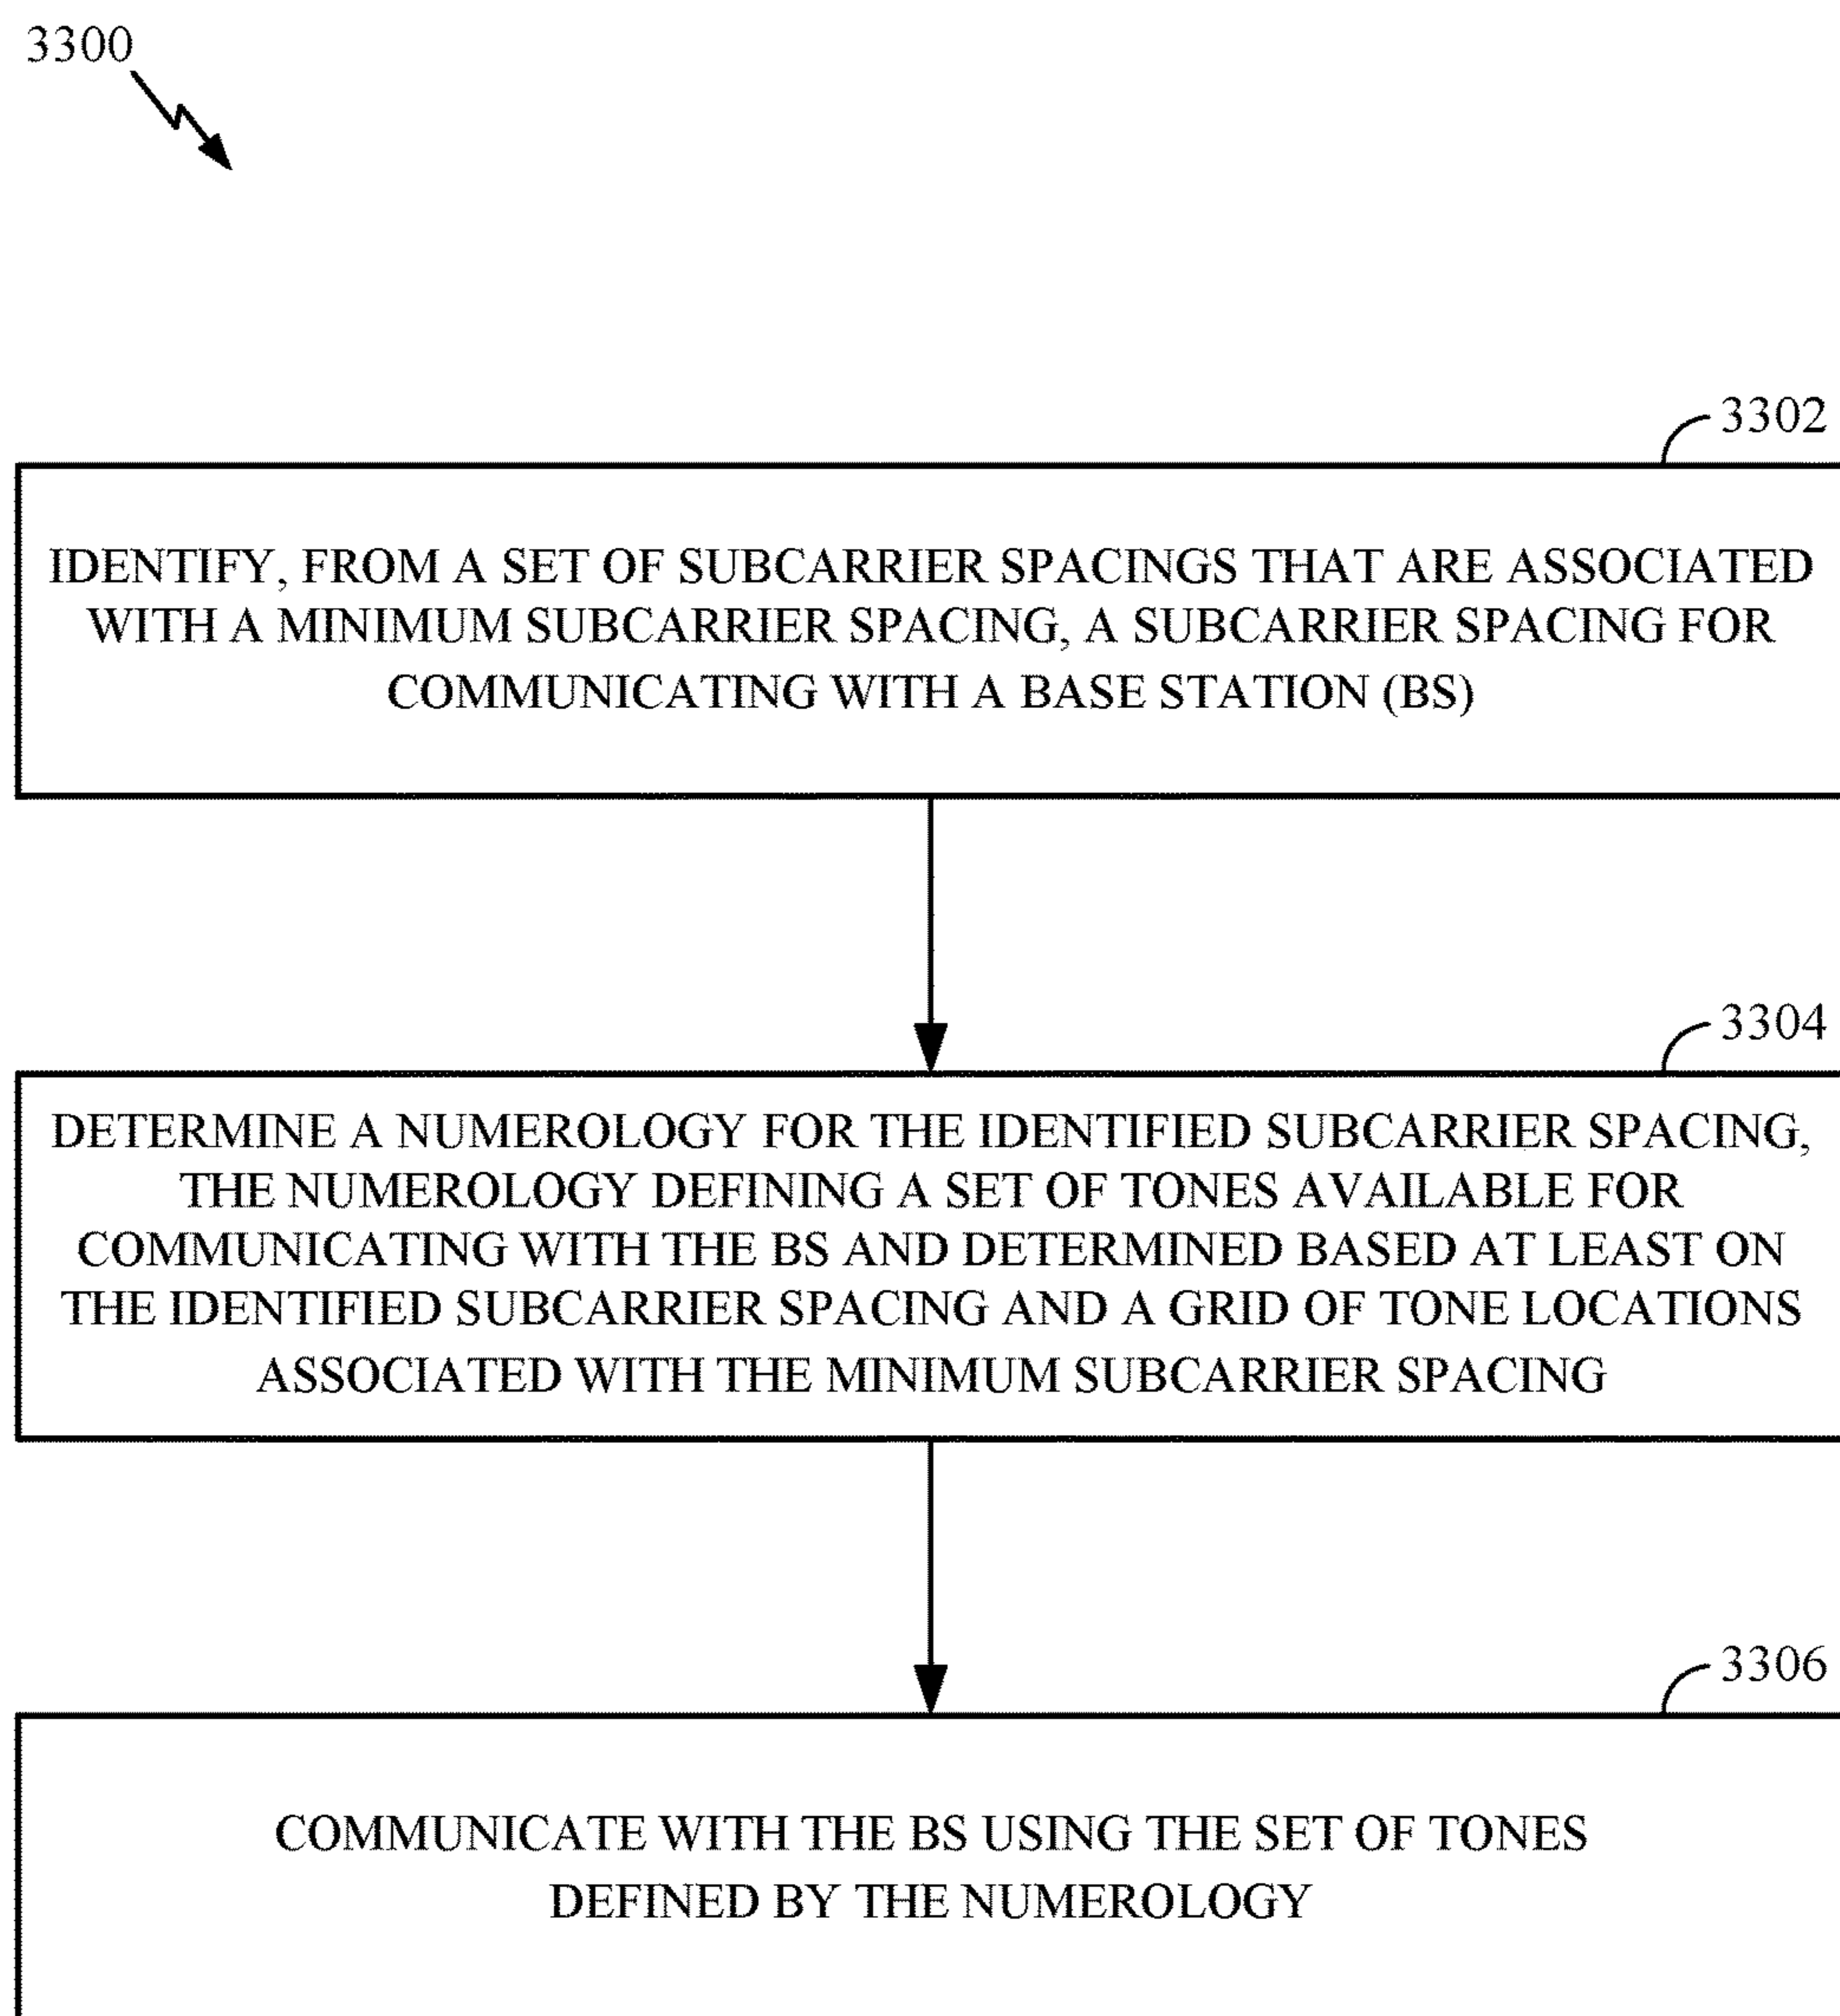 3300
3302
IDENTIFY, FROM A SET OF SUBCARRIER SPACINGS THAT ARE ASSOCIATED
WITH A MINIMUM SUBCARRIER SPACING, A SUBCARRIER SPACING FOR
COMMUNICATING WITH A BASE STATION (BS)
3304
DETERMINE A NUMEROLOGY FOR THE IDENTIFIED SUBCARRIER SPACING,
THE NUMEROLOGY DEFINING A SET OF TONES AVAILABLE FOR
COMMUNICATING WITH THE BS AND DETERMINED BASED AT LEAST ON
THE IDENTIFIED SUBCARRIER SPACING AND A GRID OF TONE LOCATIONS
ASSOCIATED WITH THE MINIMUM SUBCARRIER SPACING
3306
COMMUNICATE WITH THE BS USING THE SET OF TONES
DEFINED BY THE NUMEROLOGY